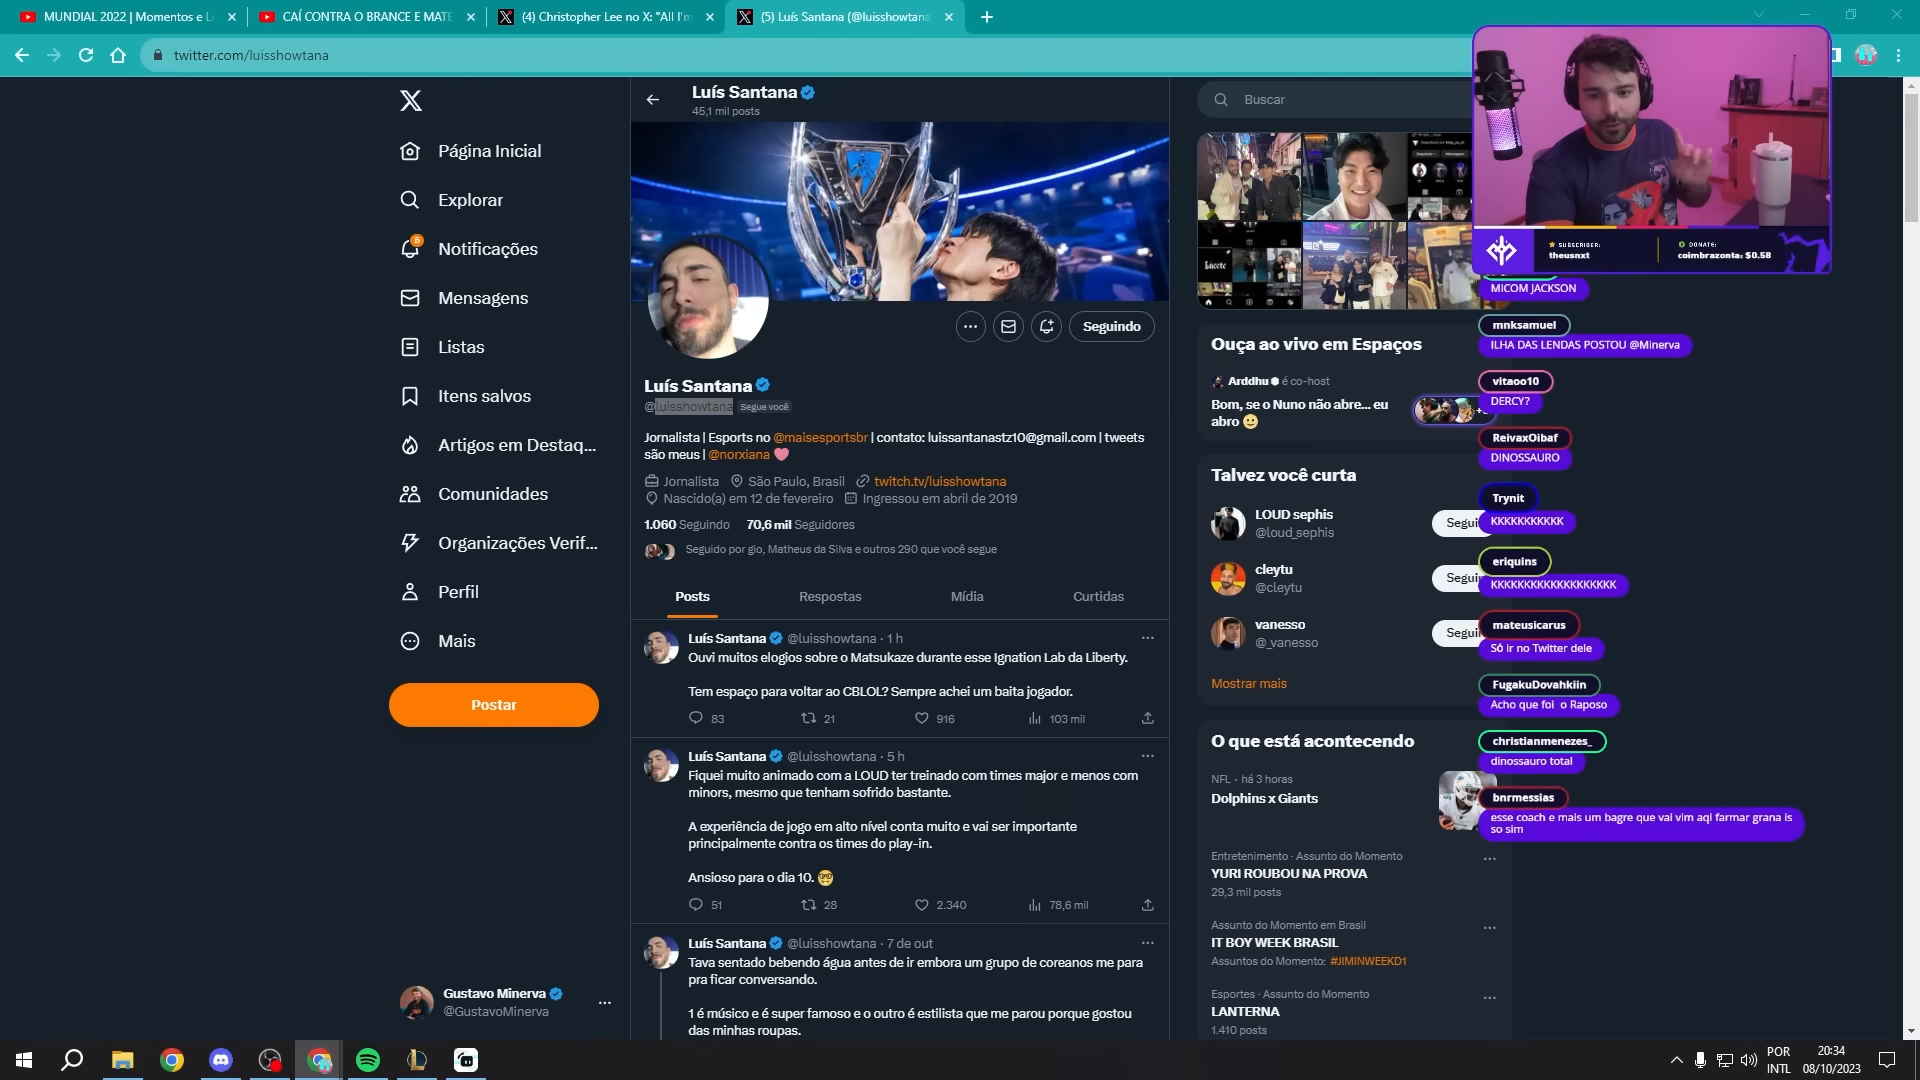 MUNDIAL 2022 | Momentos e L
CAÍ CONTRA O BRANCE E MATE
(4) Christopher Lee no X: "All I'm
(5) Luís Santana (@luisshowtana
twitter.com/luisshowtana
Página Inicial
Explorar
5
Notificações
Mensagens
Listas
Itens salvos
Artigos em Destaq...
Comunidades
Organizações Verif...
Perfil
Mais
Postar
Gustavo Minerva
@GustavoMinerva
Luís Santana
45,1 mil posts
Seguindo
Luís Santana
@luisshowtana Segue você
Jornalista | Esports no @maisesportsbr | contato: luissantanastz10@gmail.com | tweets
são meus | @norxiana
Jornalista São Paulo, Brasil twitch.tv/luisshowtana
Nascido(a) em 12 de fevereiro Ingressou em abril de 2019
1.060 Seguindo 70,6 mil Seguidores
Seguido por gio, Matheus da Silva e outros 290 que você segue
Posts Respostas Mídia Curtidas
Luís Santana @luisshowtana · 1 h
Ouvi muitos elogios sobre o Matsukaze durante esse Ignation Lab da Liberty.
Tem espaço para voltar ao CBLOL? Sempre achei um baita jogador.
83 21 916 103 mil
Luís Santana @luisshowtana · 5 h
Fiquei muito animado com a LOUD ter treinado com times major e menos com
minors, mesmo que tenham sofrido bastante.
A experiência de jogo em alto nível conta muito e vai ser importante
principalmente contra os times do play-in.
Ansioso para o dia 10.
51 28 2.340 78,6 mil
Luís Santana @luisshowtana · 7 de out
Tava sentado bebendo água antes de ir embora um grupo de coreanos me para
pra ficar conversando.
1 é músico e é super famoso e o outro é estilista que me parou porque gostou
das minhas roupas.
Buscar
Ouça ao vivo em Espaços
Arddhu é co-host
Bom, se o Nuno não abre... eu
abro
Talvez você curta
LOUD sephis
@loud_sephis
Segui
cleytu
@cleytu
Segui
vanesso
@_vanesso
Segui
Mostrar mais
O que está acontecendo
NFL · há 3 horas
Dolphins x Giants
Entretenimento · Assunto do Momento
YURI ROUBOU NA PROVA
29,3 mil posts
Assunto do Momento em Brasil
IT BOY WEEK BRASIL
Assuntos do Momento: #JIMINWEEKD1
Esportes · Assunto do Momento
LANTERNA
1.410 posts
SUBSCRIBER:
theusnxt
DONATE:
coimbrazonta: $0.58
MICOM JACKSON
mnksamuel
ILHA DAS LENDAS POSTOU @Minerva
vitaoo10
DERCY?
ReivaxOibaf
DINOSSAURO
Trynit
KKKKKKKKKKK
eriquins
KKKKKKKKKKKKKKKKKKK
mateusicarus
Só ir no Twitter dele
FugakuDovahkiin
Acho que foi o Raposo
christianmenezes_
dinossauro total
bnrmessias
esse coach e mais um bagre que vai vim aqi farmar grana is
so sim
POR
INTL
20:34
08/10/2023